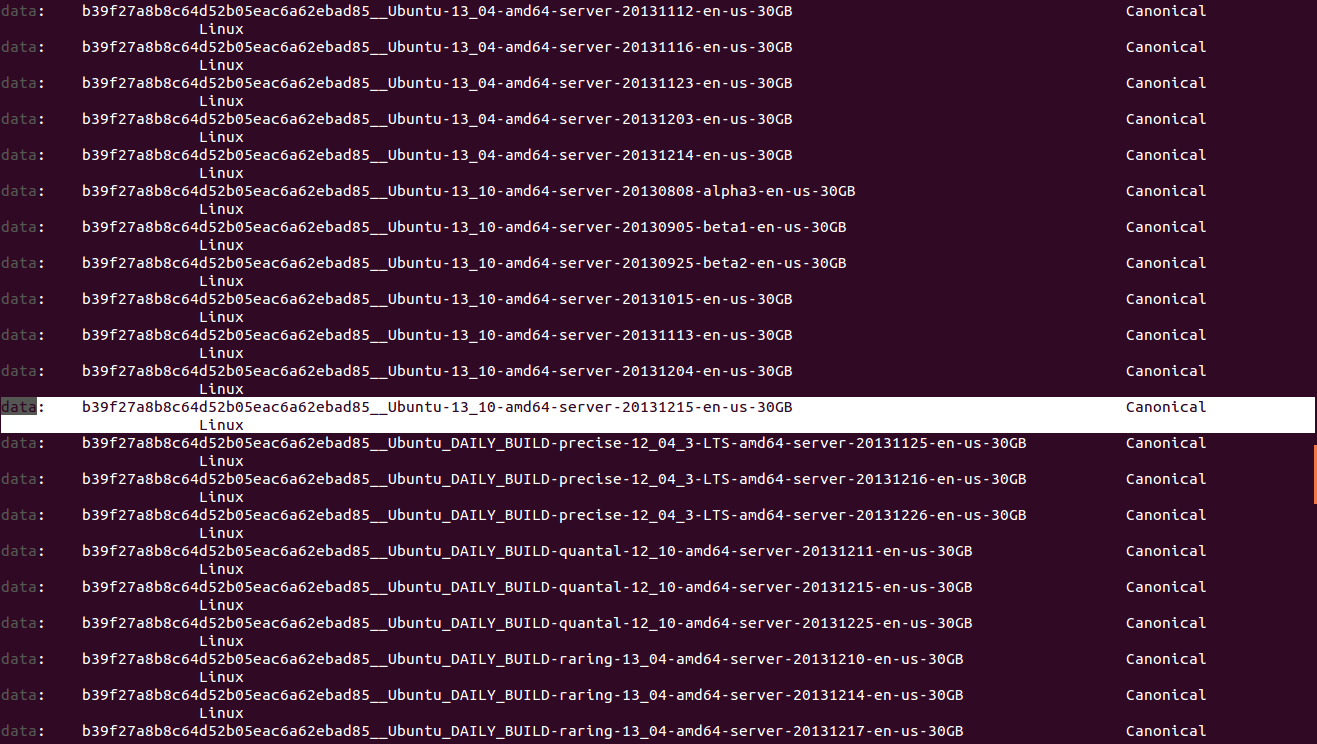 data:    b39f27a8b8c64d52b05eac6a62ebad85__Ubuntu-13_04-amd64-server-20131112-en-us-30GB                                     Canonical
Linux
data:    b39f27a8b8c64d52b05eac6a62ebad85__Ubuntu-13_04-amd64-server-20131116-en-us-30GB                                     Canonical
Linux
data:    b39f27a8b8c64d52b05eac6a62ebad85__Ubuntu-13_04-amd64-server-20131123-en-us-30GB                                     Canonical
Linux
data:    b39f27a8b8c64d52b05eac6a62ebad85__Ubuntu-13_04-amd64-server-20131203-en-us-30GB                                     Canonical
Linux
data:    b39f27a8b8c64d52b05eac6a62ebad85__Ubuntu-13_04-amd64-server-20131214-en-us-30GB                                     Canonical
Linux
data:    b39f27a8b8c64d52b05eac6a62ebad85__Ubuntu-13_10-amd64-server-20130808-alpha3-en-us-30GB                              Canonical
Linux
data:    b39f27a8b8c64d52b05eac6a62ebad85__Ubuntu-13_10-amd64-server-20130905-beta1-en-us-30GB                               Canonical
Linux
data:    b39f27a8b8c64d52b05eac6a62ebad85__Ubuntu-13_10-amd64-server-20130925-beta2-en-us-30GB                               Canonical
Linux
data:    b39f27a8b8c64d52b05eac6a62ebad85__Ubuntu-13_10-amd64-server-20131015-en-us-30GB                                     Canonical
Linux
data:    b39f27a8b8c64d52b05eac6a62ebad85__Ubuntu-13_10-amd64-server-20131113-en-us-30GB                                     Canonical
Linux
data:    b39f27a8b8c64d52b05eac6a62ebad85__Ubuntu-13_10-amd64-server-20131204-en-us-30GB                                     Canonical
Linux
data:    b39f27a8b8c64d52b05eac6a62ebad85__Ubuntu-13_10-amd64-server-20131215-en-us-30GB                                     Canonical
Linux
data:    b39f27a8b8c64d52b05eac6a62ebad85__Ubuntu_DAILY_BUILD-precise-12_04_3-LTS-amd64-server-20131125-en-us-30GB           Canonical
Linux
data:    b39f27a8b8c64d52b05eac6a62ebad85__Ubuntu_DAILY_BUILD-precise-12_04_3-LTS-amd64-server-20131216-en-us-30GB           Canonical
Linux
data:    b39f27a8b8c64d52b05eac6a62ebad85__Ubuntu_DAILY_BUILD-precise-12_04_3-LTS-amd64-server-20131226-en-us-30GB           Canonical
Linux
data:    b39f27a8b8c64d52b05eac6a62ebad85__Ubuntu_DAILY_BUILD-quantal-12_10-amd64-server-20131211-en-us-30GB                 Canonical
Linux
data:    b39f27a8b8c64d52b05eac6a62ebad85__Ubuntu_DAILY_BUILD-quantal-12_10-amd64-server-20131215-en-us-30GB                 Canonical
Linux
data:    b39f27a8b8c64d52b05eac6a62ebad85__Ubuntu_DAILY_BUILD-quantal-12_10-amd64-server-20131225-en-us-30GB                 Canonical
Linux
data:    b39f27a8b8c64d52b05eac6a62ebad85__Ubuntu_DAILY_BUILD-raring-13_04-amd64-server-20131210-en-us-30GB                  Canonical
Linux
data:    b39f27a8b8c64d52b05eac6a62ebad85__Ubuntu_DAILY_BUILD-raring-13_04-amd64-server-20131214-en-us-30GB                  Canonical
Linux
data:    b39f27a8b8c64d52b05eac6a62ebad85__Ubuntu_DAILY_BUILD-raring-13_04-amd64-server-20131217-en-us-30GB                  Canonical